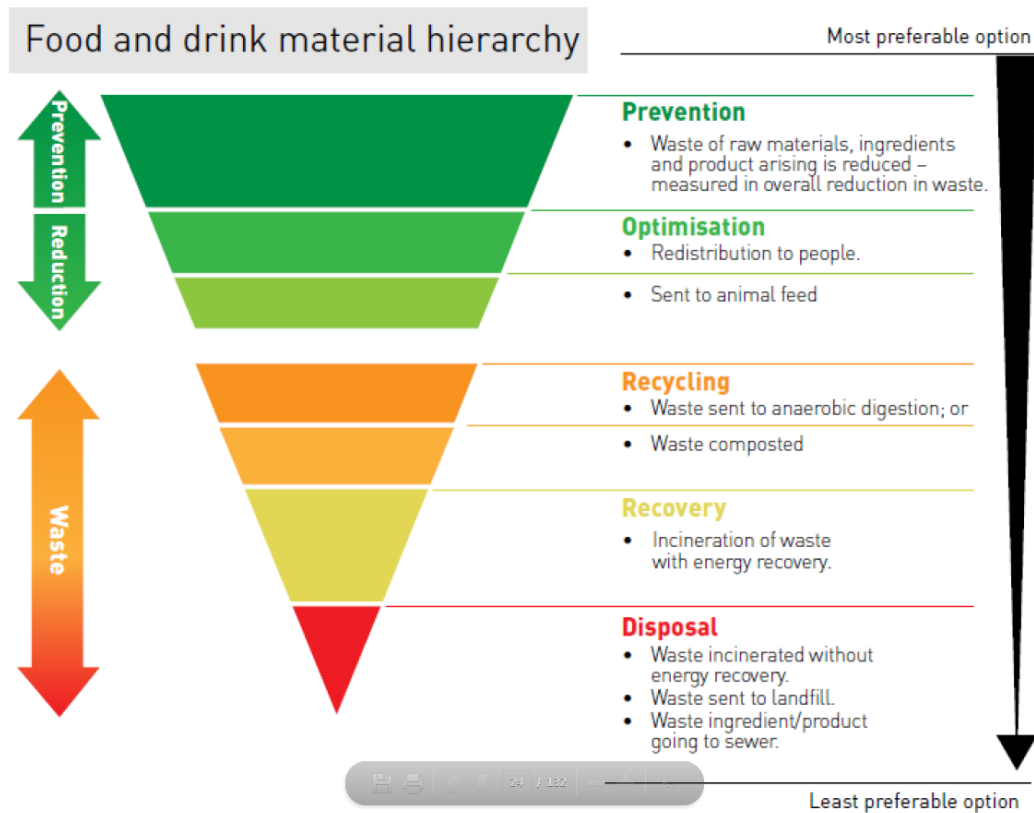 Food and drink material hierarchy
Most preferable option
Prevention
Reduction
Waste
Prevention
• Waste of raw materials, ingredients
and product arising is reduced –
measured in overall reduction in waste.
Optimisation
• Redistribution to people.
• Sent to animal feed
Recycling
• Waste sent to anaerobic digestion; or
• Waste composted
Recovery
• Incineration of waste
with energy recovery.
Disposal
• Waste incinerated without
energy recovery.
• Waste sent to landfill.
• Waste ingredient/product
going to sewer.
24 / 132
Least preferable option